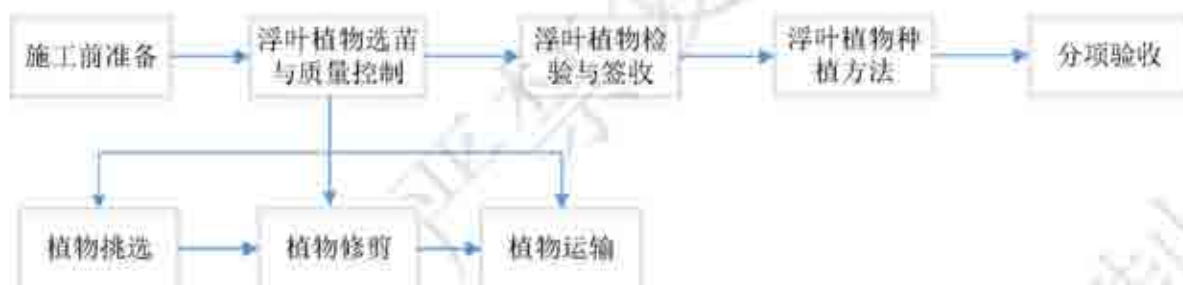 施工前准备
浮叶植物选苗
与质量控制
浮叶植物检
验与签收
浮叶植物种
植方法
分项验收
植物挑选
植物修剪
植物运输